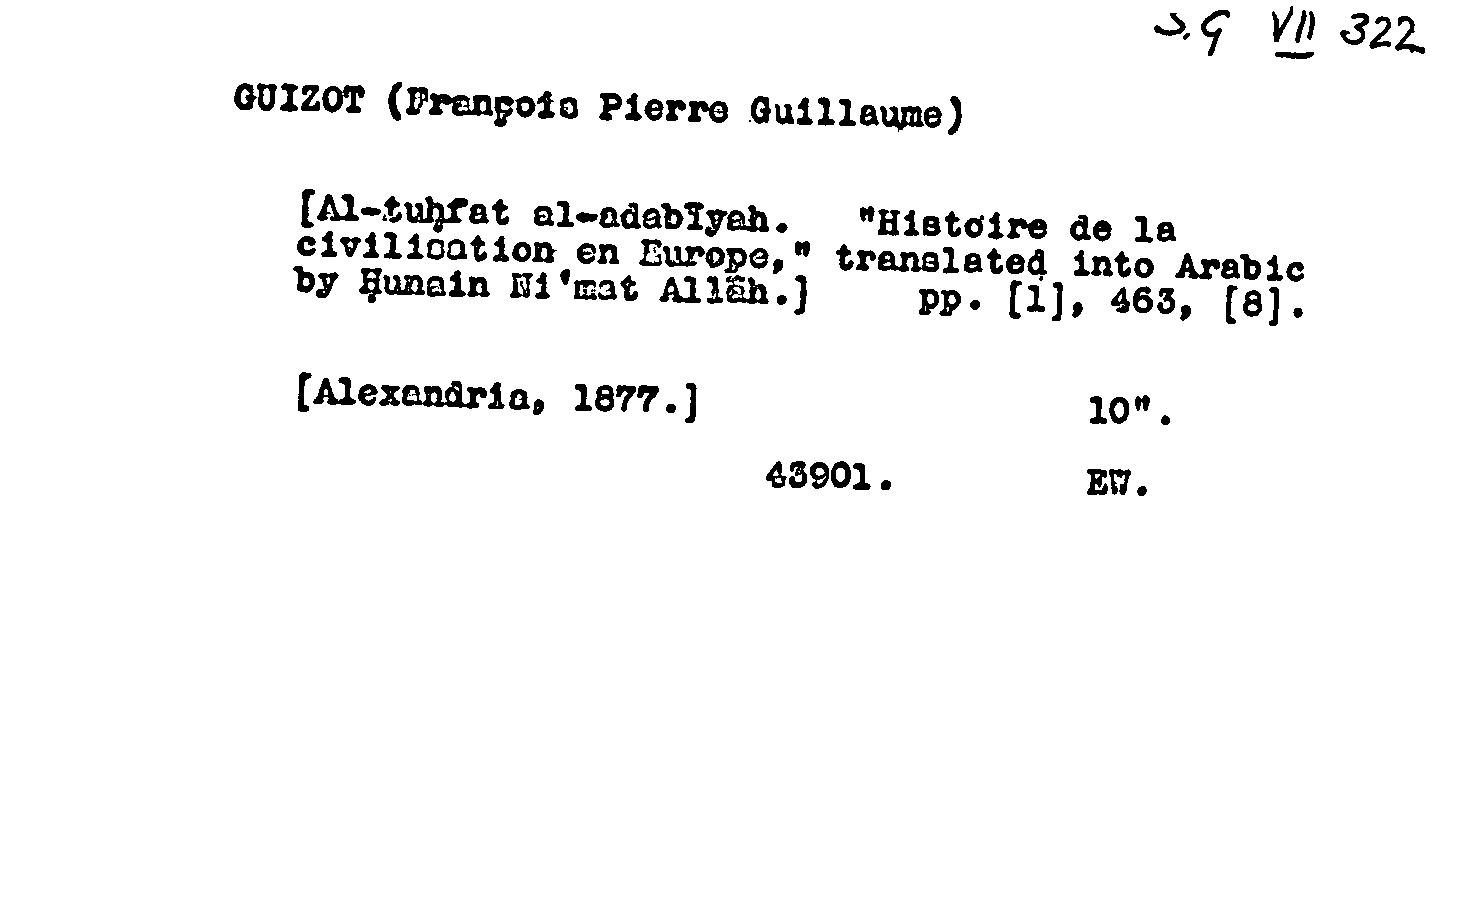 S.G VII 322
GUIZOT (François Pierre Guillaume)
[Al-tuḥfat al-adabīyah. "Histoire de la
civilisation en Europe," translated into Arabic
by Ḥunain Ni'mat Allāh.] pp. [1], 463, [8].
[Alexandria, 1877.] 10".
43901. EW.